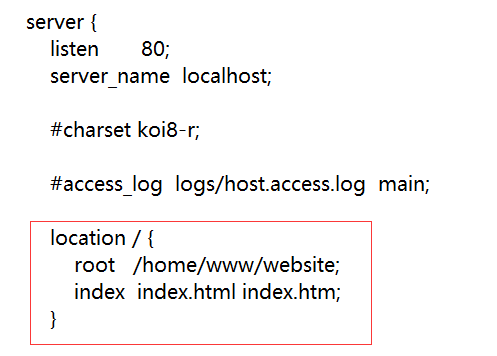 server {
    listen       80;
    server_name  localhost;

    #charset koi8-r;

    #access_log  logs/host.access.log  main;

    location / {
        root   /home/www/website;
        index  index.html index.htm;
    }